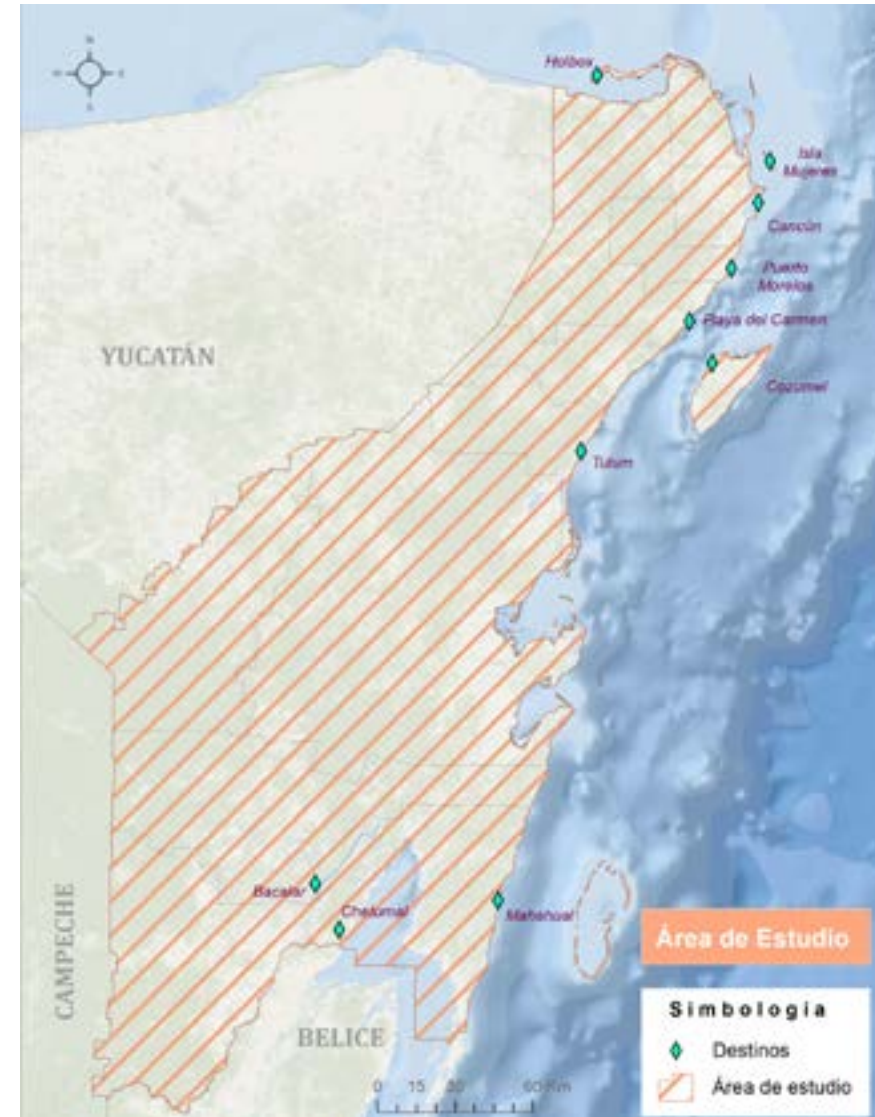 N
E
S
Holbox
Isla
Mujeres
Cancún
Puerto
Morelos
Playa del Carmen
Cozumel
YUCATÁN
Tulum
Bacalar
Chetumal
Mahahual
CAMPECHE
BELICE
Área de Estudio
Simbología
Destinos
Área de estudio
0 15 30 60 Km